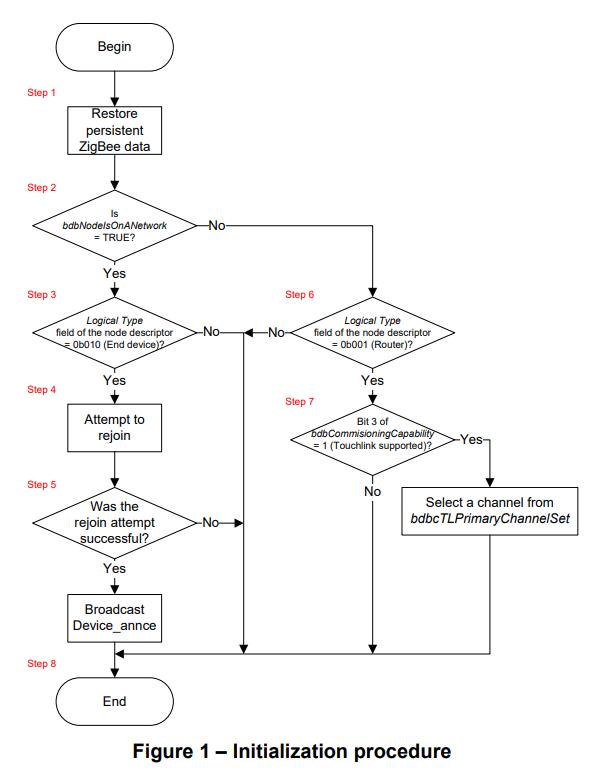 Begin
Step 1
Restore
persistent
ZigBee data
Step 2
Is
bdbNodeIsOnANetwork
= TRUE?
No
Yes
Step 3
Logical Type
field of the node descriptor
= 0b010 (End device)?
No
Yes
Step 6
Logical Type
field of the node descriptor
= 0b001 (Router)?
No
Yes
Step 4
Attempt to
rejoin
Step 7
Bit 3 of
bdbCommisioningCapability
= 1 (Touchlink supported)?
Yes
No
Select a channel from
bdbcTLPrimaryChannelSet
Step 5
Was the
rejoin attempt
successful?
No
Yes
Broadcast
Device_annce
Step 8
End
Figure 1 – Initialization procedure